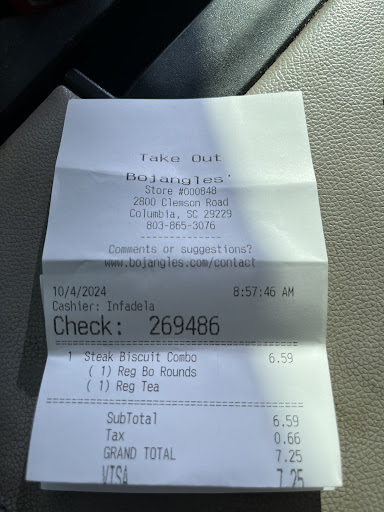 Take Out
Bojangles'
Store #000848
2800 Clemson Road
Columbia, SC 29229
803-865-3076
--------------------
Comments or suggestions?
www.bojangles.com/contact
10/4/2024 8:57:46 AM
Cashier: Infadela
Check: 269486
========================================
1 Steak Biscuit Combo 6.59
( 1) Reg Bo Rounds
( 1) Reg Tea
========================================
SubTotal 6.59
Tax 0.66
GRAND TOTAL 7.25
VISA 7.25